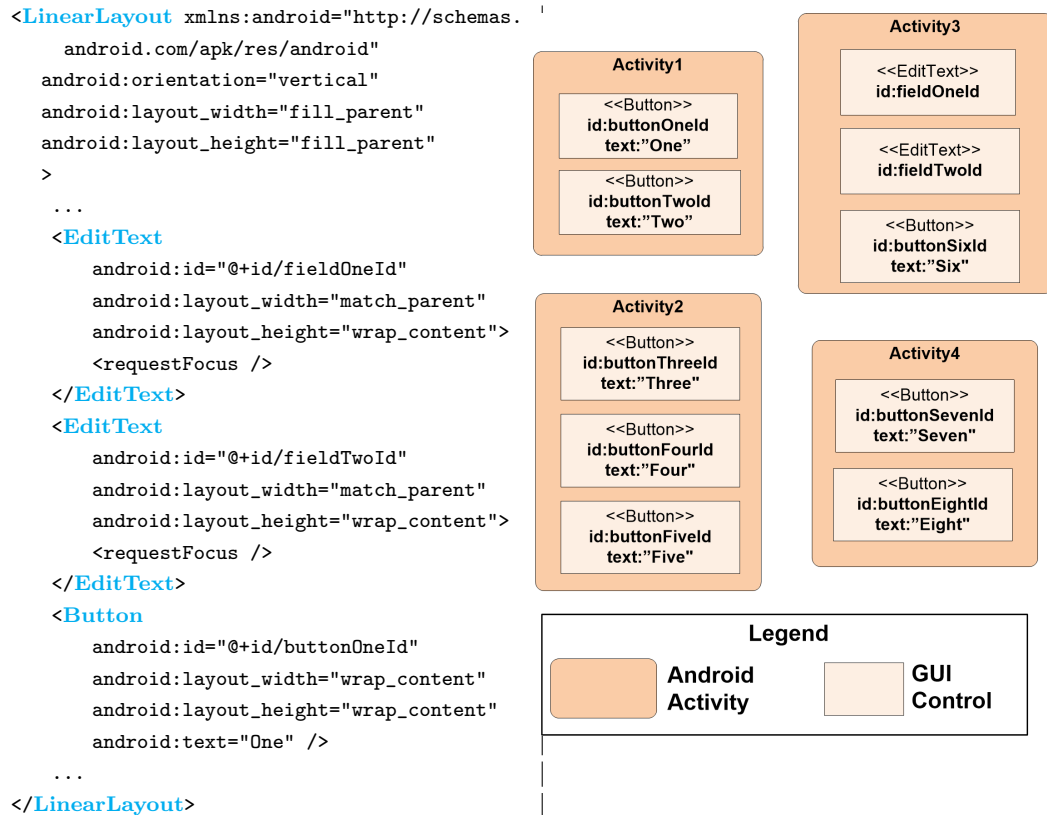 <LinearLayout xmlns:android="http://schemas.
android.com/apk/res/android"
android:orientation="vertical"
android:layout_width="fill_parent"
android:layout_height="fill_parent"
>
...
<EditText
android:id="@+id/fieldOneId"
android:layout_width="match_parent"
android:layout_height="wrap_content">
<requestFocus />
</EditText>
<EditText
android:id="@+id/fieldTwoId"
android:layout_width="match_parent"
android:layout_height="wrap_content">
<requestFocus />
</EditText>
<Button
android:id="@+id/buttonOneId"
android:layout_width="wrap_content"
android:layout_height="wrap_content"
android:text="One" />
...
</LinearLayout>
Activity1
<<Button>>
id:buttonOneId
text:”One”
<<Button>>
id:buttonTwoId
text:”Two”
Activity2
<<Button>>
id:buttonThreeId
text:”Three"
<<Button>>
id:buttonFourId
text:”Four"
<<Button>>
id:buttonFiveId
text:”Five"
Activity3
<<EditText>>
id:fieldOneId
<<EditText>>
id:fieldTwoId
<<Button>>
id:buttonSixId
text:”Six"
Activity4
<<Button>>
id:buttonSevenId
text:”Seven"
<<Button>>
id:buttonEightId
text:"Eight"
Legend
Android
Activity
GUI
Control